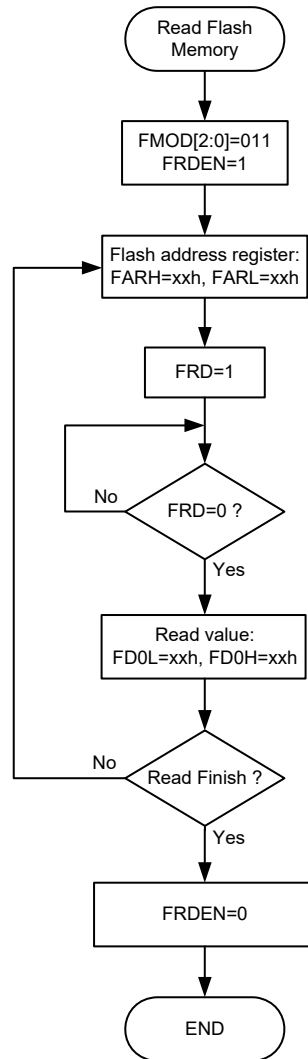 Read Flash
Memory
FMOD[2:0]=011
FRDEN=1
Flash address register:
FARH=xxh, FARL=xxh
FRD=1
No
FRD=0 ?
Yes
Read value:
FD0L=xxh, FD0H=xxh
No
Read Finish ?
Yes
FRDEN=0
END